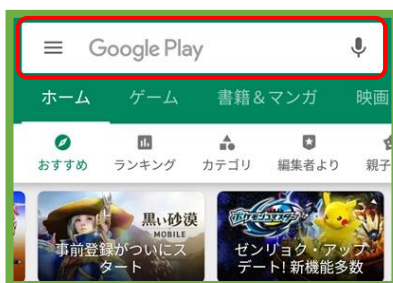 Google Play
ホーム ゲーム 書籍&マンガ 映画
おすすめ ランキング カテゴリ 編集者より 親子
黒い砂漠
MOBILE
事前登録がついにス
タート
ポケモンコマスター
ゼンリョク・アップ
デート!新機能多数